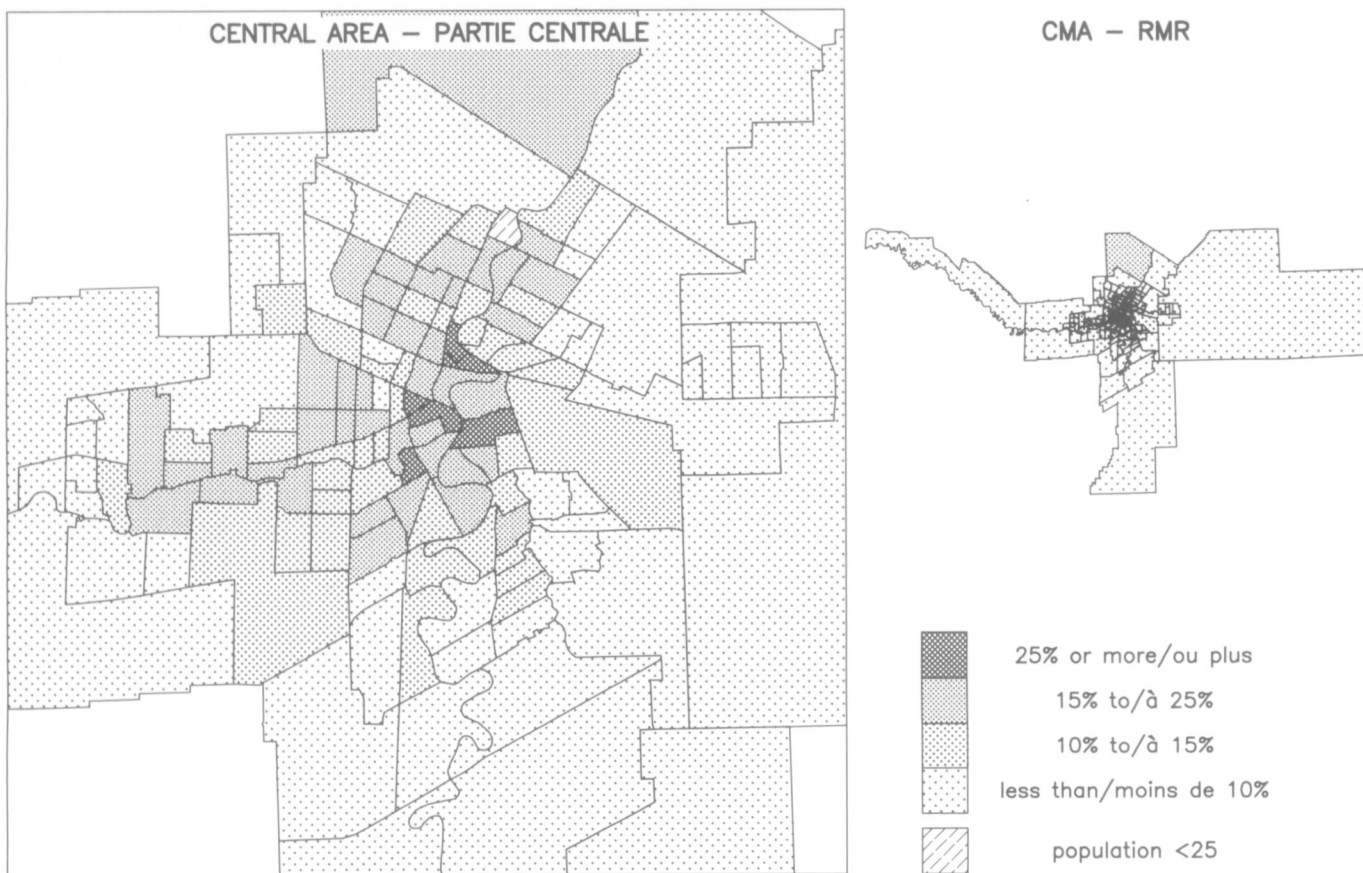 CENTRAL AREA – PARTIE CENTRALE
CMA – RMR
25% or more/ou plus
15% to/à 25%
10% to/à 15%
less than/moins de 10%
population <25